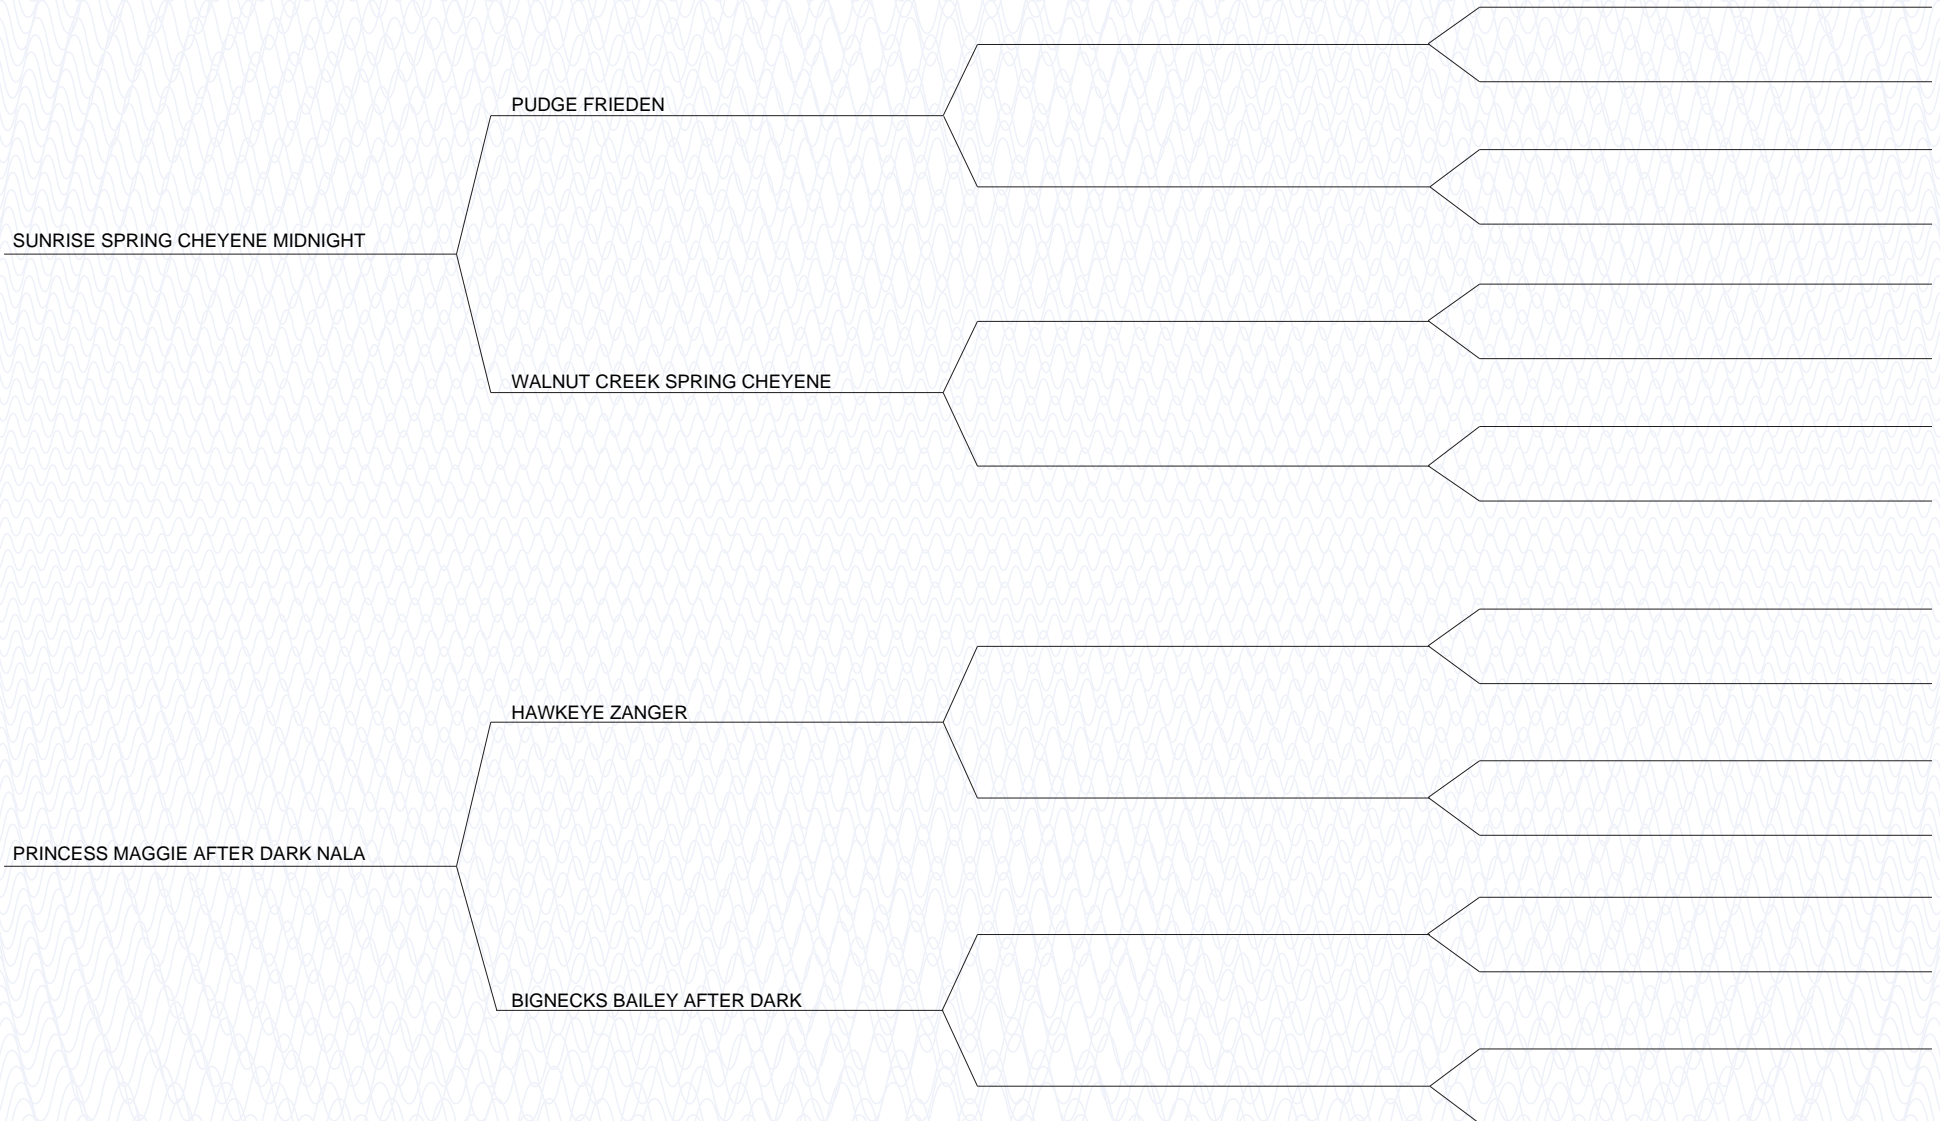 PUDGE FRIEDEN
SUNRISE SPRING CHEYENE MIDNIGHT
WALNUT CREEK SPRING CHEYENE
HAWKEYE ZANGER
PRINCESS MAGGIE AFTER DARK NALA
BIGNECKS BAILEY AFTER DARK